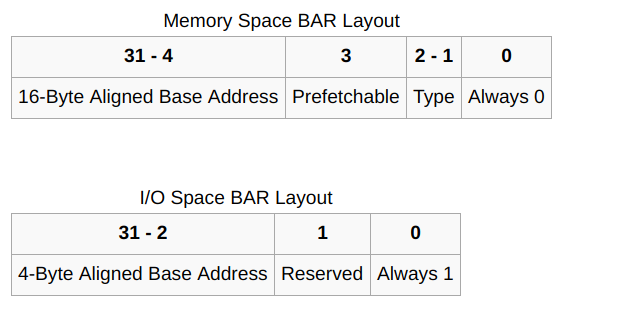 Memory Space BAR Layout
31 - 4 3 2 - 1 0
16-Byte Aligned Base Address Prefetchable Type Always 0
I/O Space BAR Layout
31 - 2 1 0
4-Byte Aligned Base Address Reserved Always 1